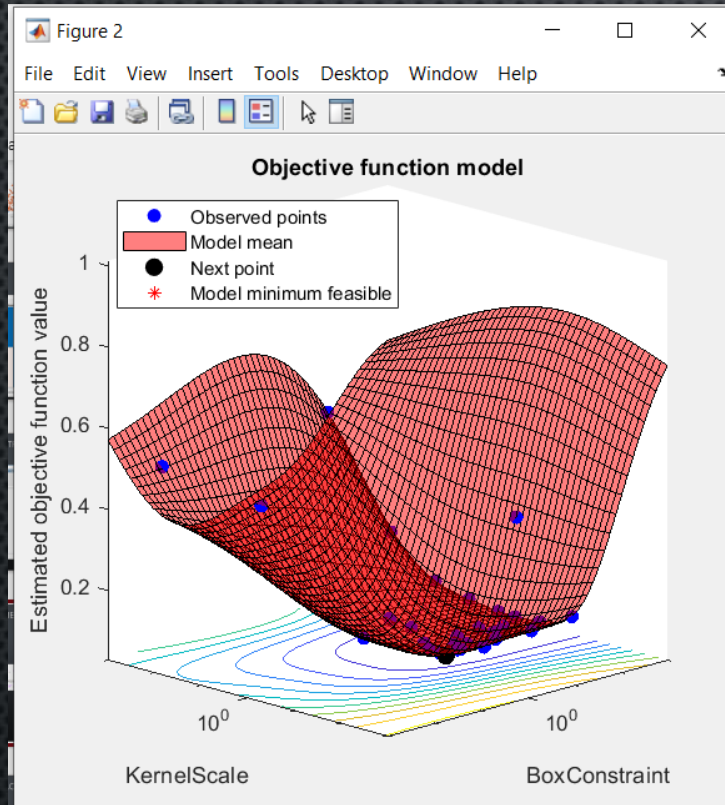 Figure 2
File Edit View Insert Tools Desktop Window Help
Objective function model
Observed points
Model mean
Next point
Model minimum feasible
Estimated objective function value
1
0.8
0.6
0.4
0.2
10^0
10^0
KernelScale
BoxConstraint